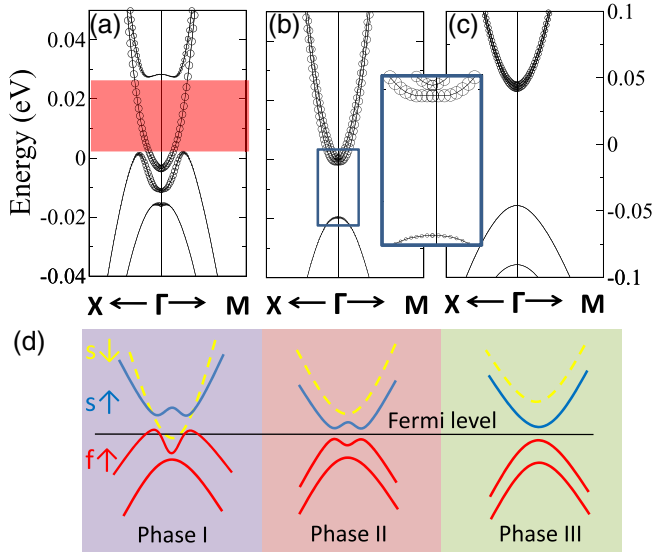 (a)
(b)
(c)
Energy (eV)
0.04
0.02
0
-0.02
-0.04
0.1
0.05
0
-0.05
-0.1
X ← Γ → M
X ← Γ → M
X ← Γ → M
(d)
s↓
s↑
f↑
Fermi level
Phase I
Phase II
Phase III